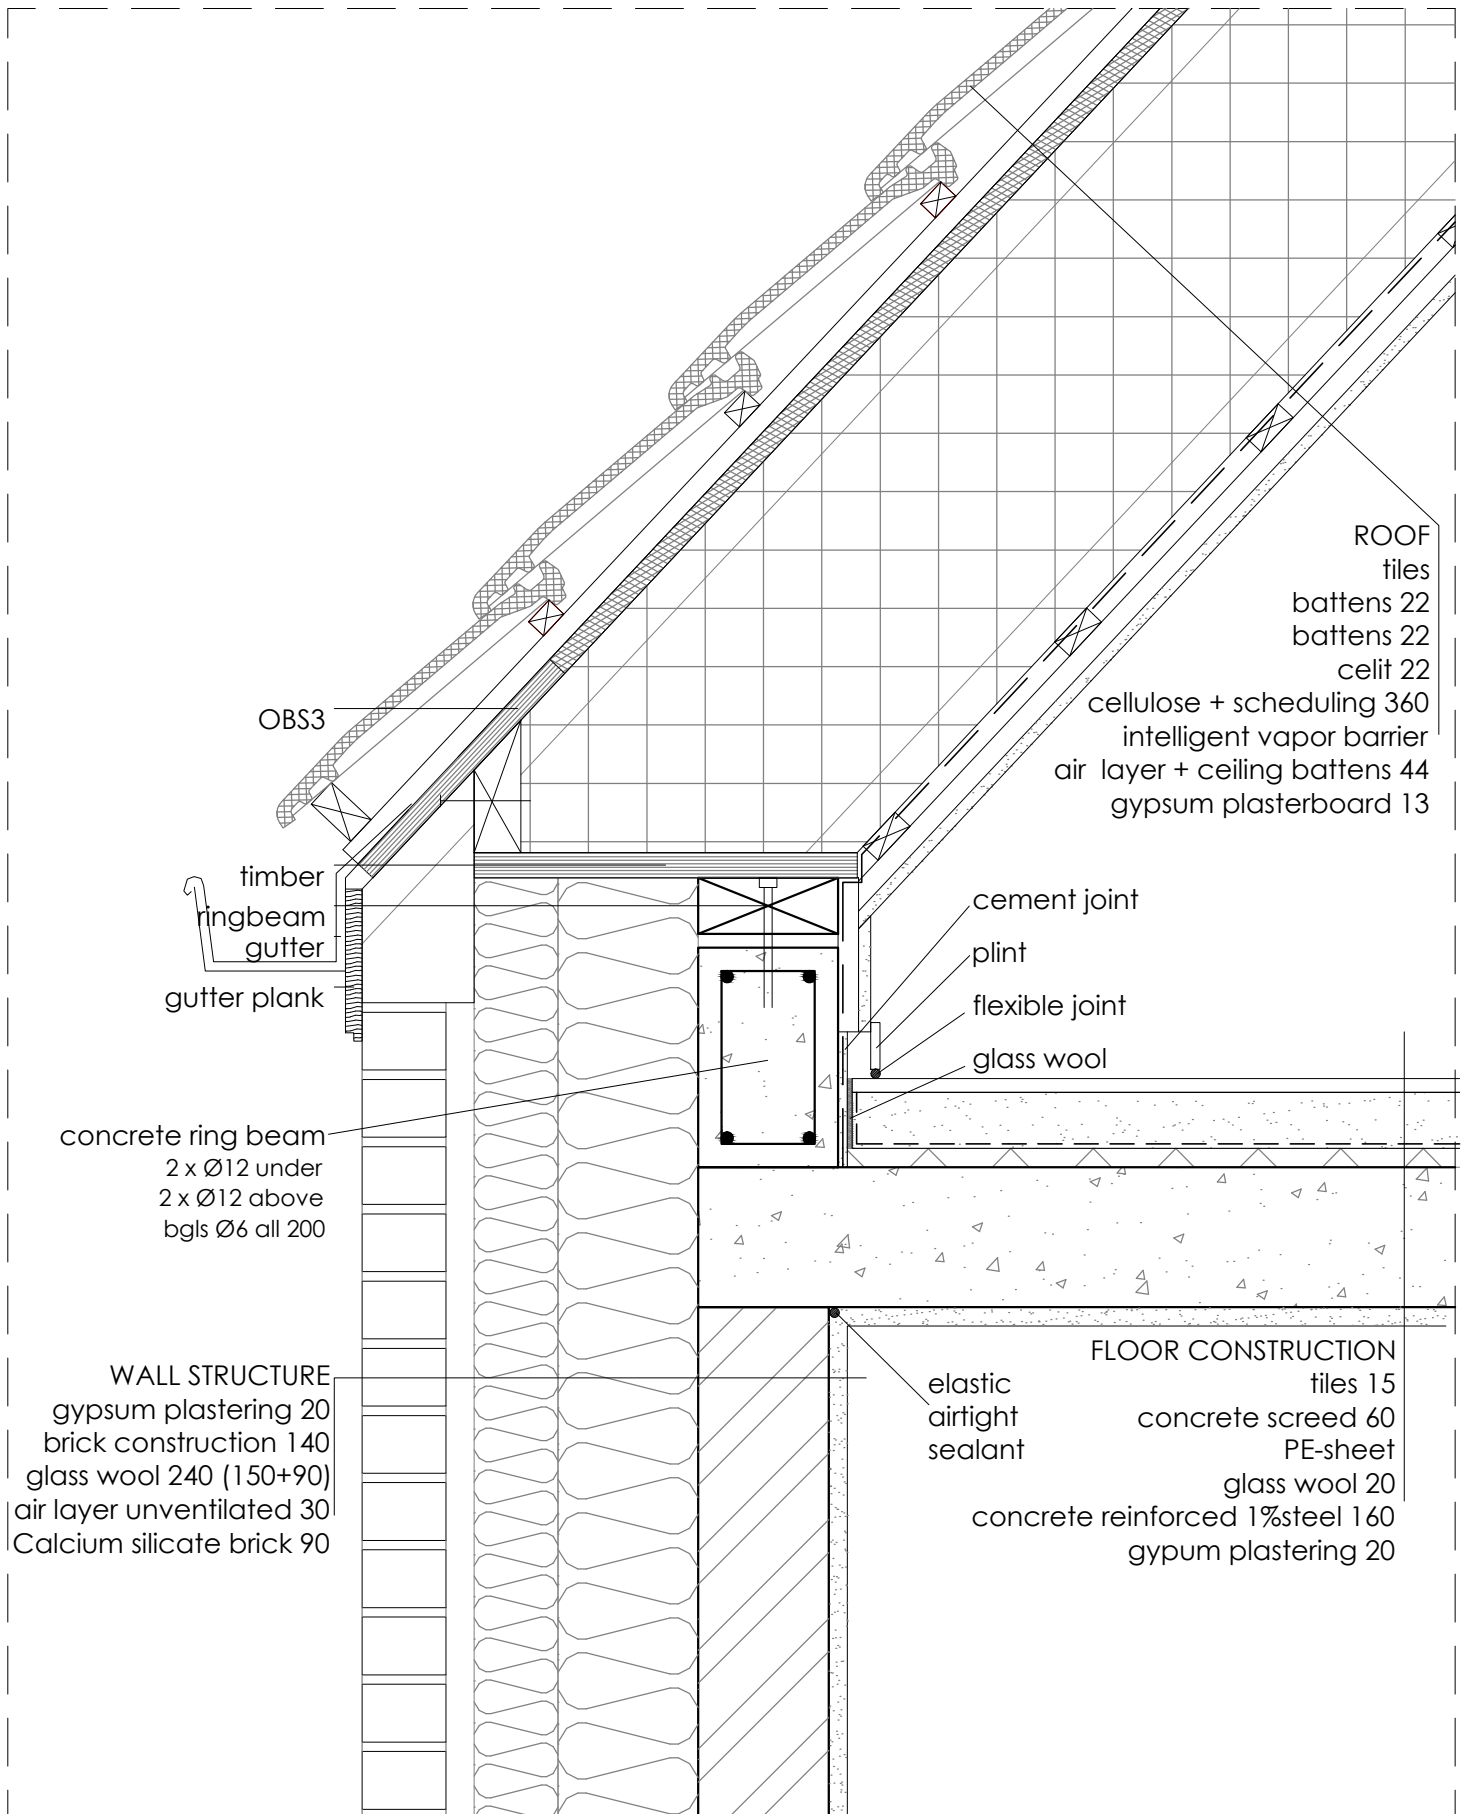 ROOF
tiles
battens 22
battens 22
celit 22
cellulose + scheduling 360
intelligent vapor barrier
air layer + ceiling battens 44
gypsum plasterboard 13
OBS3
timber
ringbeam
gutter
gutter plank
cement joint
plint
flexible joint
glass wool
concrete ring beam
2 x Ø12 under
2 x Ø12 above
bgls Ø6 all 200
WALL STRUCTURE
gypsum plastering 20
brick construction 140
glass wool 240 (150+90)
air layer unventilated 30
Calcium silicate brick 90
elastic
airtight
sealant
FLOOR CONSTRUCTION
tiles 15
concrete screed 60
PE-sheet
glass wool 20
concrete reinforced 1%steel 160
gypum plastering 20